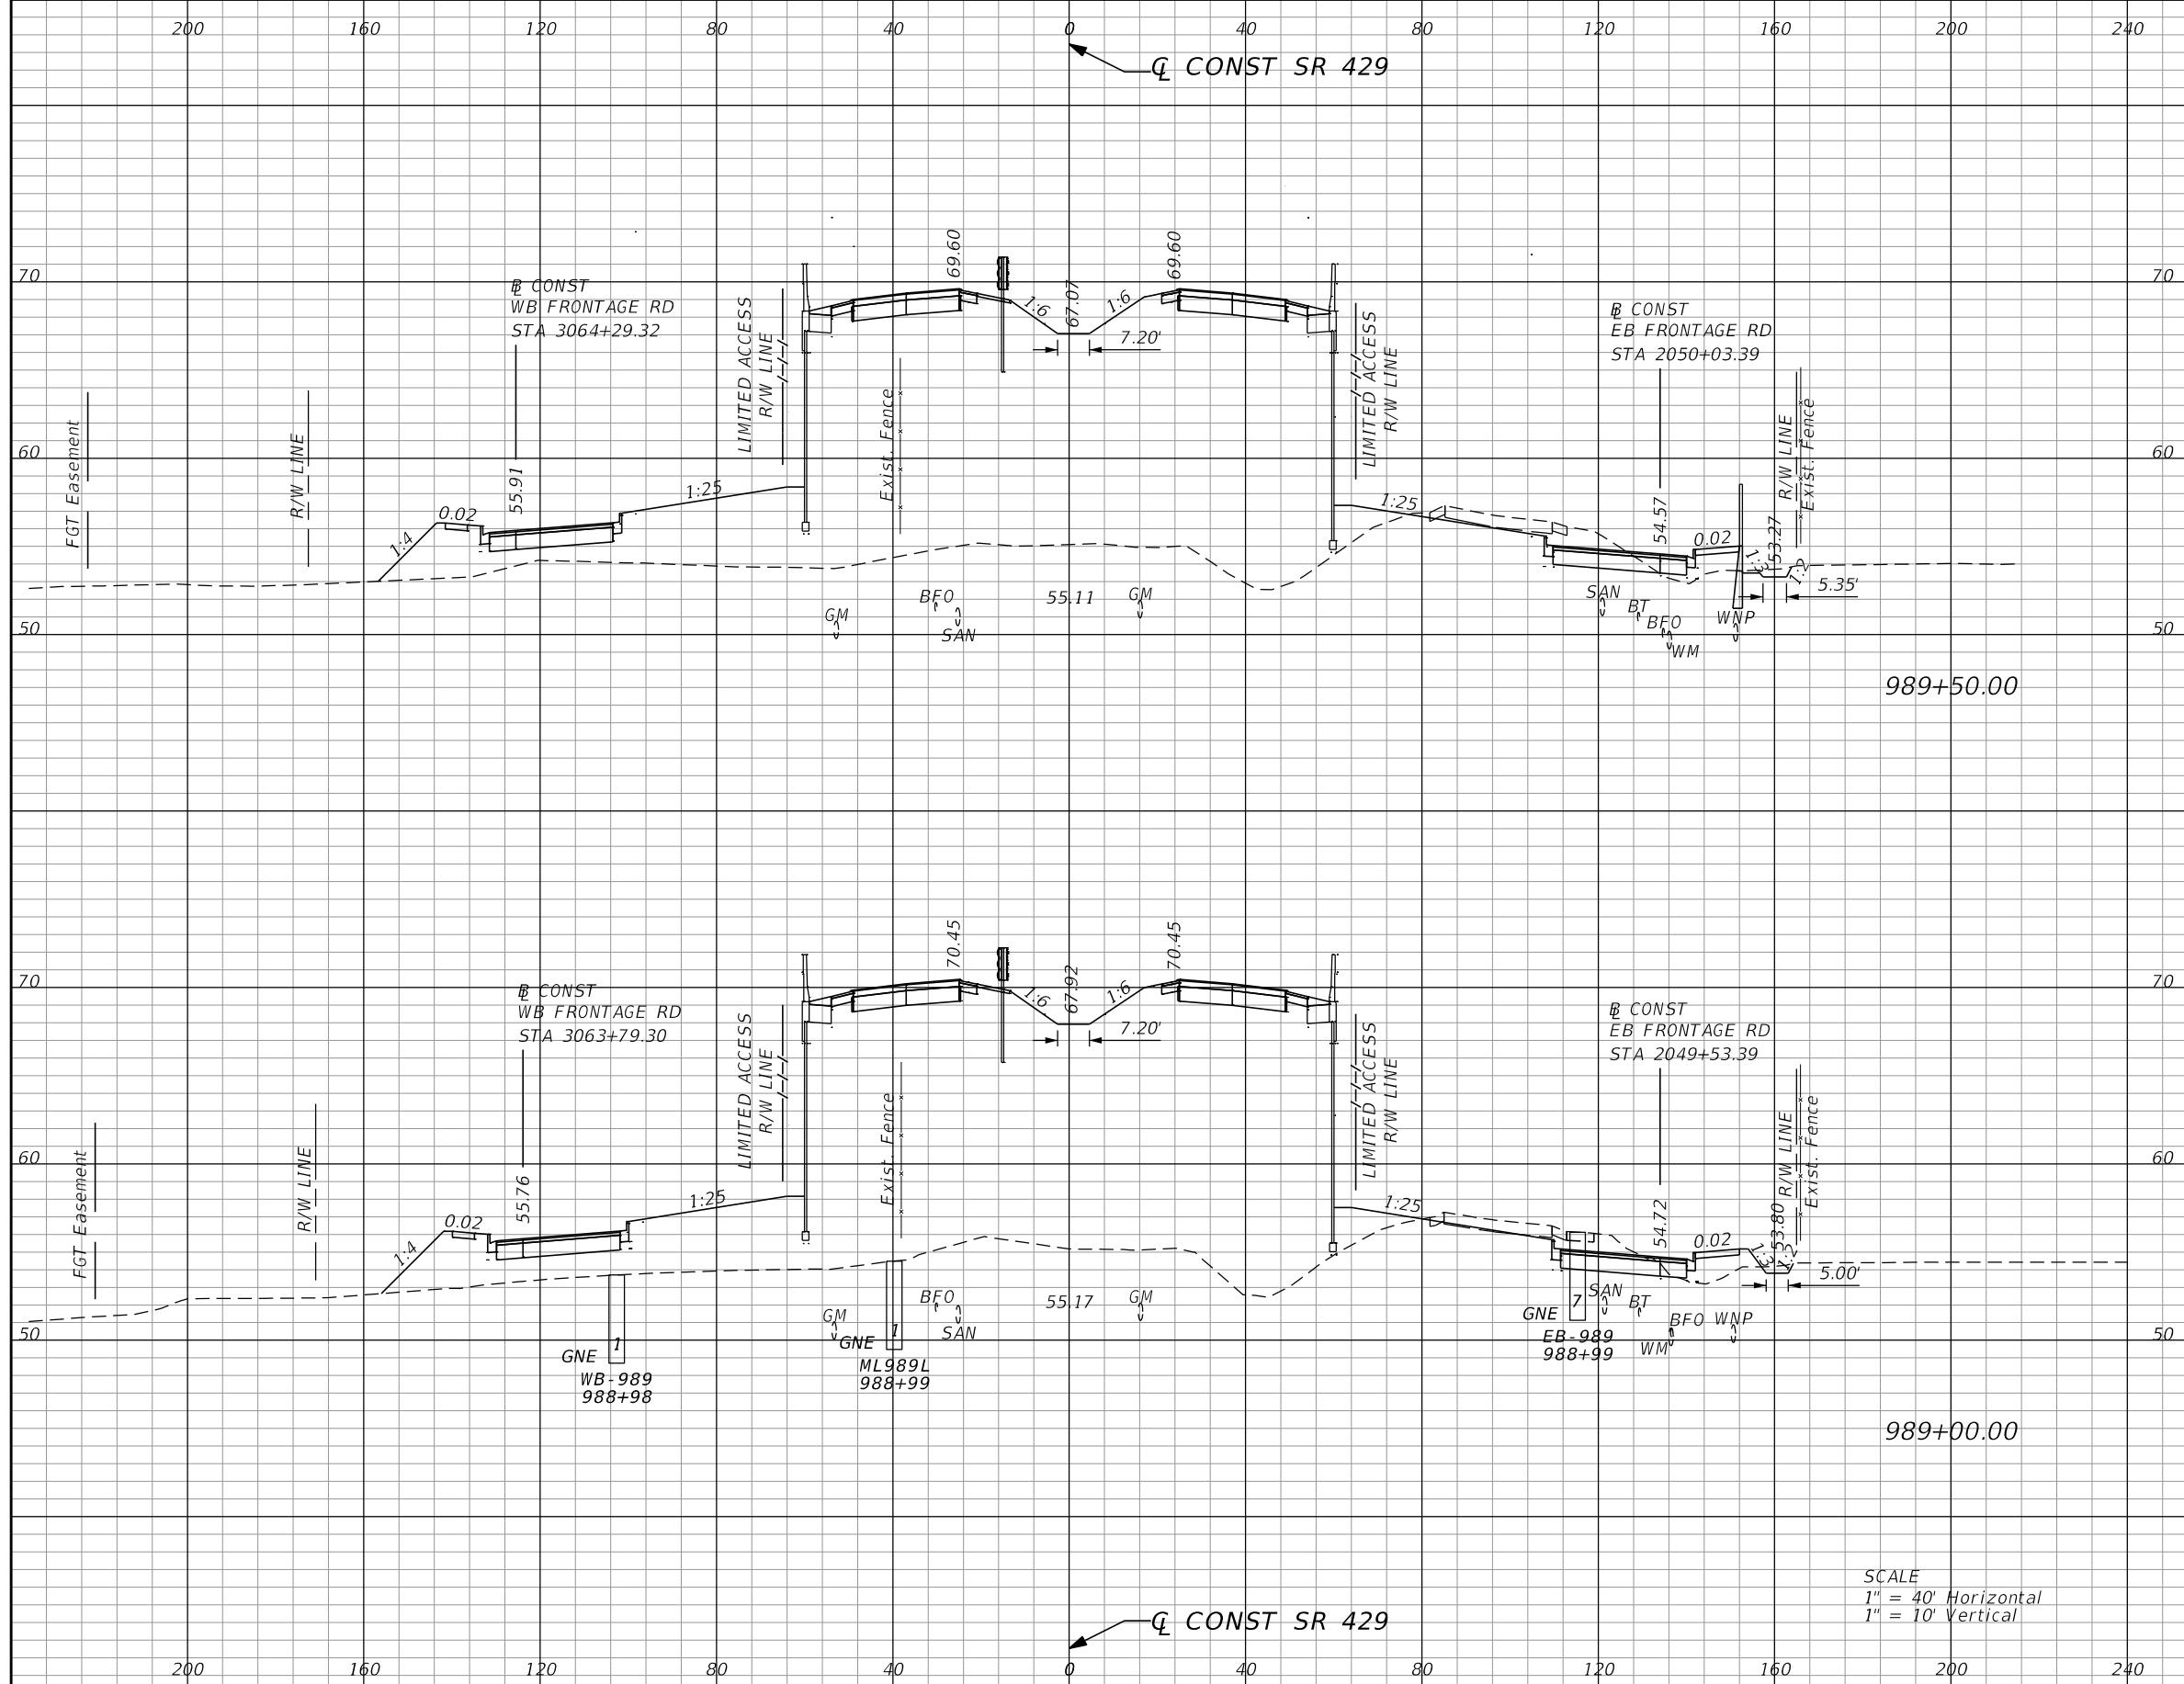 200 160 120 80 40 0 40 80 120 160 200 240
℄ CONST SR 429
70 70
60 60
50 50
FGT Easement
R/W LINE
1:4
0.02
℄ CONST
WB FRONTAGE RD
STA 3064+29.32
55.91
1:25
LIMITED ACCESS
R/W LINE
Exist. Fence
69.60
1:6
67.07
1:6
7.20'
69.60
LIMITED ACCESS
R/W LINE
1:25
℄ CONST
EB FRONTAGE RD
STA 2050+03.39
54.57
0.02
1:3
53.27
1:2
5.35'
R/W LINE
Exist. Fence
GM
BFO
SAN
55.11
GM
SAN
BT
BFO
WM
WNP
989+50.00
70 70
60 60
50 50
FGT Easement
R/W LINE
1:4
0.02
℄ CONST
WB FRONTAGE RD
STA 3063+79.30
55.76
1:25
LIMITED ACCESS
R/W LINE
Exist. Fence
70.45
1:6
67.92
1:6
7.20'
70.45
LIMITED ACCESS
R/W LINE
1:25
℄ CONST
EB FRONTAGE RD
STA 2049+53.39
54.72
0.02
1:3
53.80
1:2
5.00'
R/W LINE
Exist. Fence
GNE 1
WB-989
988+98
GM
GNE 1
ML989L
988+99
BFO
SAN
55.17
GM
GNE 7
EB-989
988+99
SAN
BT
WM
BFO
WNP
989+00.00
SCALE
1" = 40' Horizontal
1" = 10' Vertical
℄ CONST SR 429
200 160 120 80 40 0 40 80 120 160 200 240